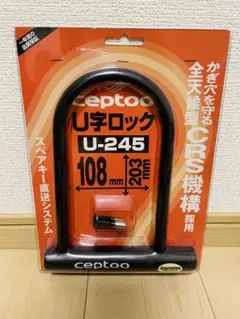 かぎ穴を守る
全天候型CRS機構採用
ceptoo
U字ロック
U-245
108mm
203mm
スペアキー直送システム
ceptoo